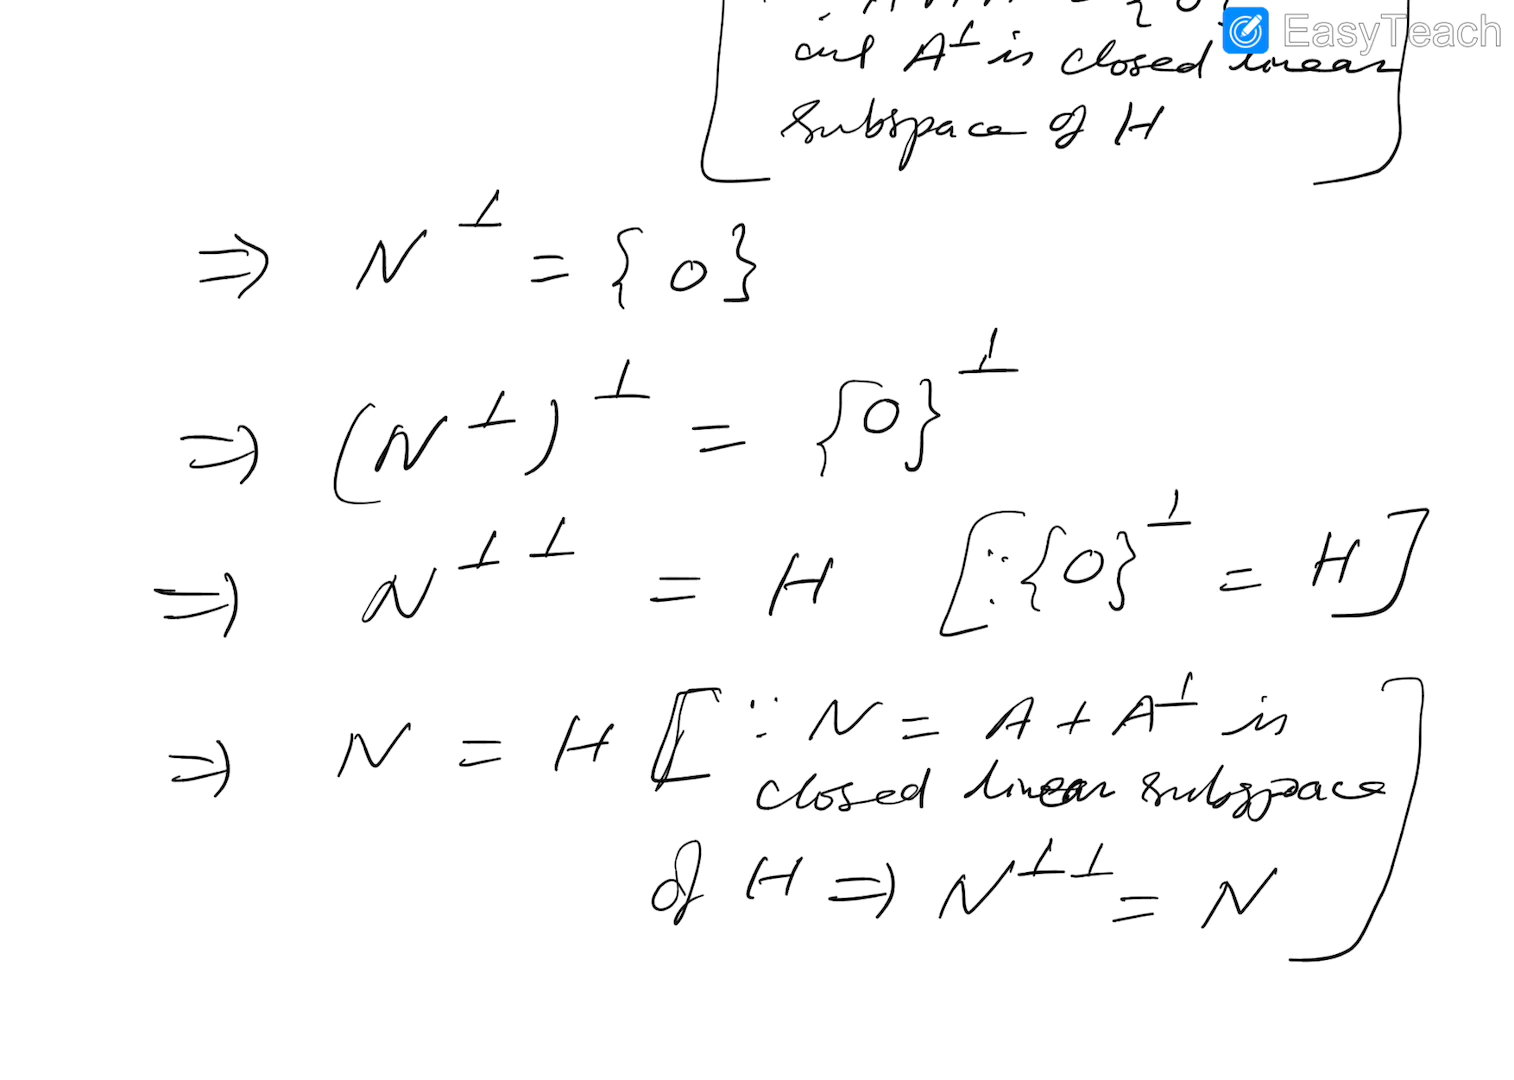 EasyTeach
and A⊥ is closed linear
subspace of H
⇒ N⊥ = {0}
⇒ (N⊥)⊥ = {0}⊥
⇒ N⊥⊥ = H [∵ {0}⊥ = H]
⇒ N = H [∵ N = A + A⊥ is
closed linear subspace
of H ⇒ N⊥⊥ = N]